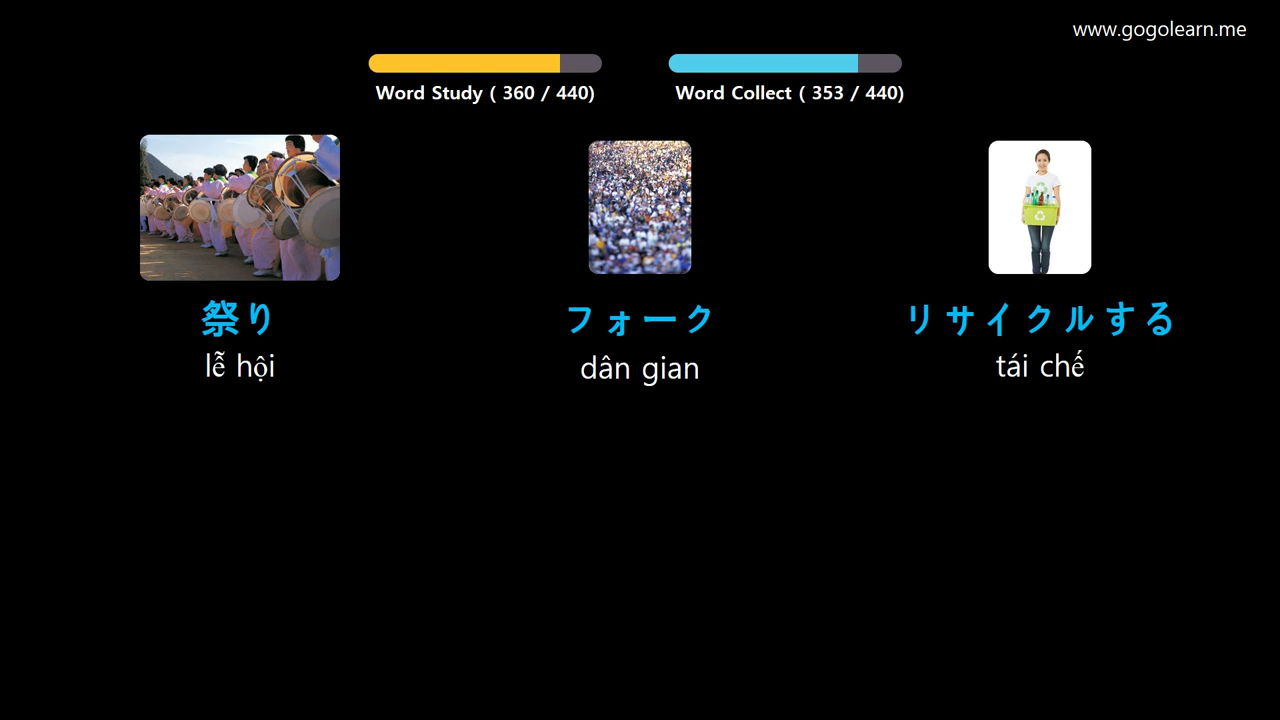 www.gogolearn.me
Word Study ( 360 / 440)
Word Collect ( 353 / 440)
祭り
フォーク
リサイクルする
lễ hội
dân gian
tái chế